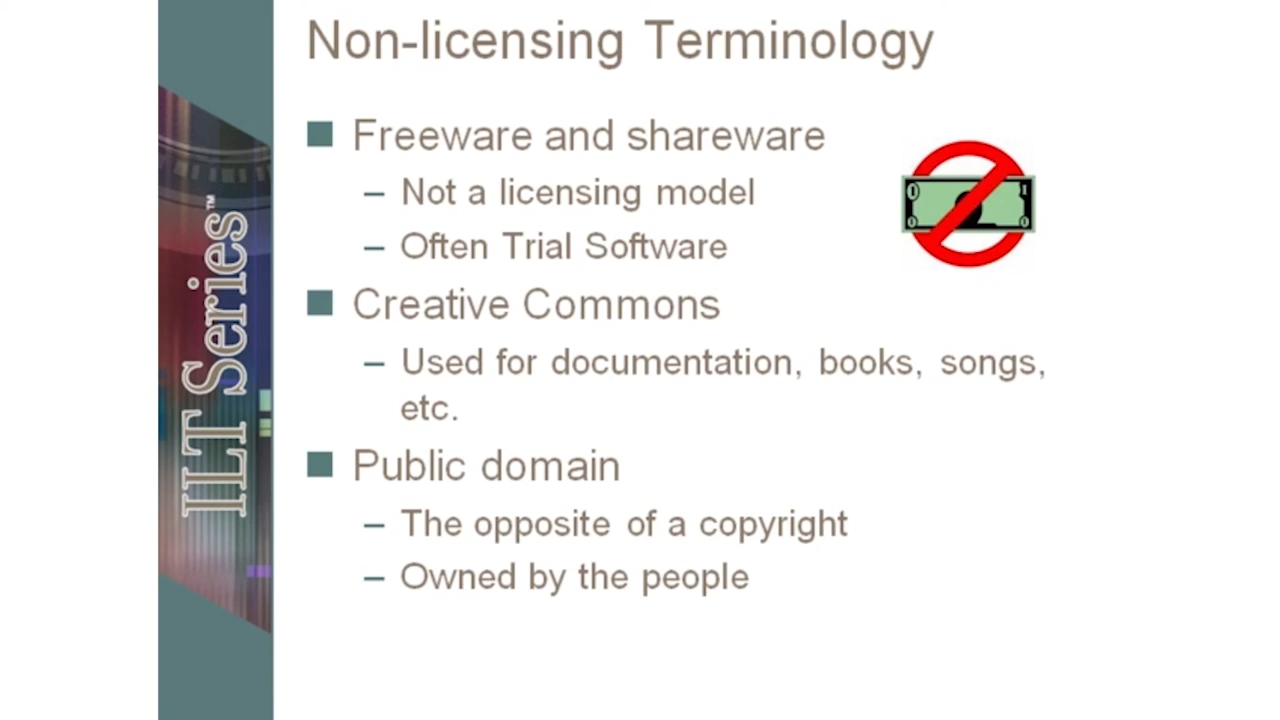 Non-licensing Terminology
Freeware and shareware
– Not a licensing model
– Often Trial Software
Creative Commons
– Used for documentation, books, songs,
etc.
Public domain
– The opposite of a copyright
– Owned by the people
ILT Series™